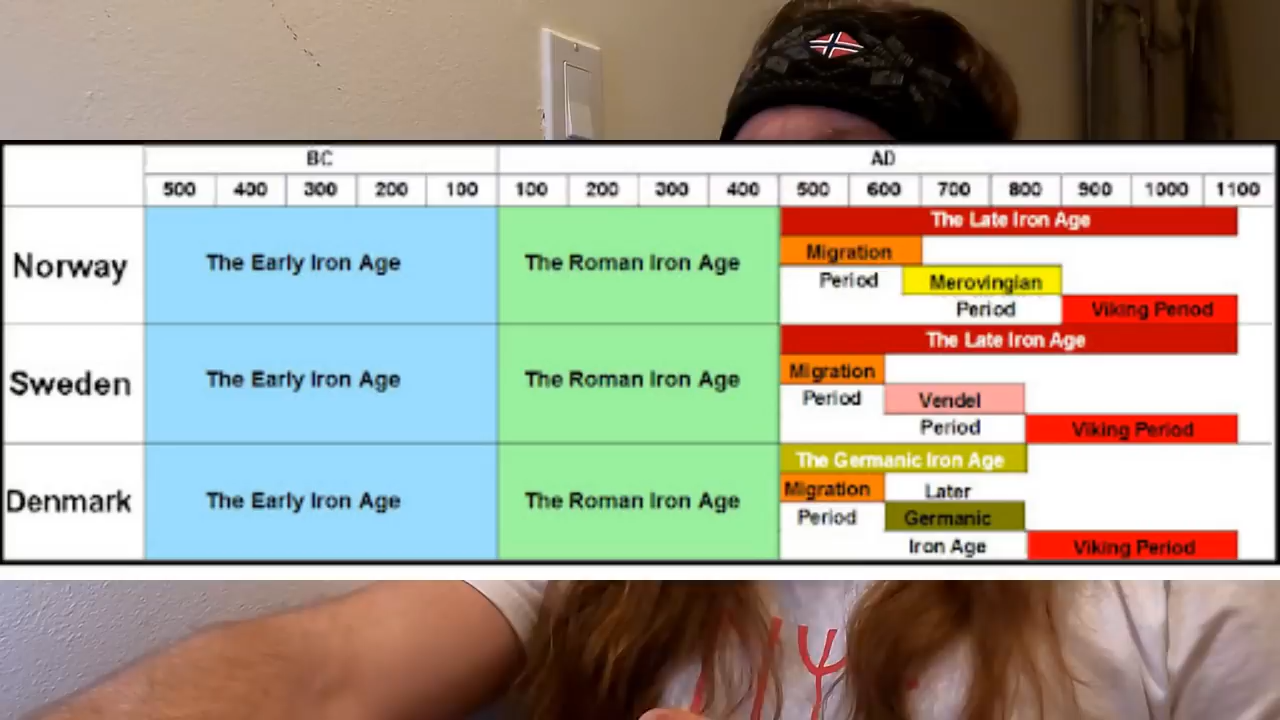 BC AD
500 400 300 200 100 100 200 300 400 500 600 700 800 900 1000 1100
Norway
The Early Iron Age
The Roman Iron Age
The Late Iron Age
Migration
Period
Merovingian
Period
Viking Period
Sweden
The Early Iron Age
The Roman Iron Age
The Late Iron Age
Migration
Period
Vendel
Period
Viking Period
Denmark
The Early Iron Age
The Roman Iron Age
The Germanic Iron Age
Migration
Period
Later
Germanic
Iron Age
Viking Period